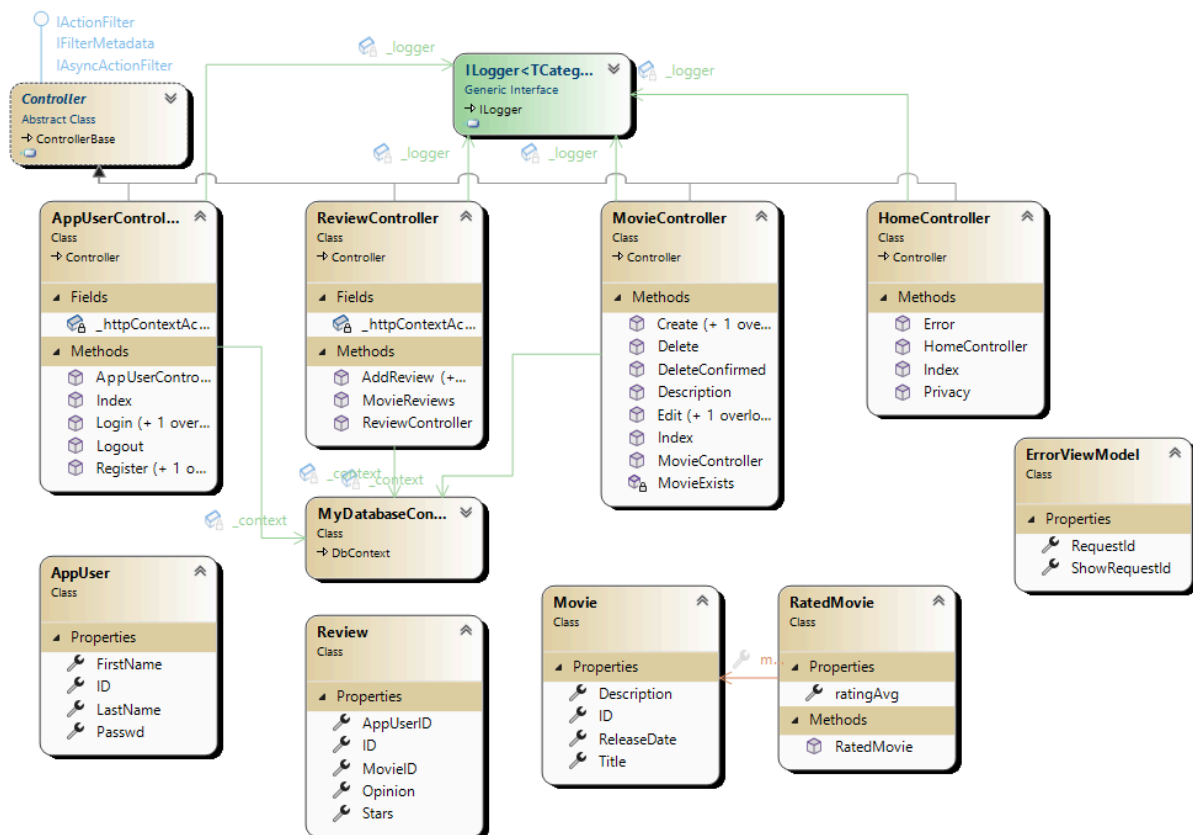 IActionFilter
IFilterMetadata
IAsyncActionFilter
Controller
Abstract Class
ControllerBase
_logger
ILogger<TCateg...
Generic Interface
ILogger
_logger
_logger
_logger
AppUserControl...
Class
Controller
Fields
_httpContextAc...
Methods
AppUserContro...
Index
Login (+ 1 over...
Logout
Register (+ 1 o...
ReviewController
Class
Controller
Fields
_httpContextAc...
Methods
AddReview (+...
MovieReviews
ReviewController
MovieController
Class
Controller
Methods
Create (+ 1 ove...
Delete
DeleteConfirmed
Description
Edit (+ 1 overlo...
Index
MovieController
MovieExists
HomeController
Class
Controller
Methods
Error
HomeController
Index
Privacy
_context
_context
_context
MyDatabaseCon...
Class
DbContext
ErrorViewModel
Class
Properties
RequestId
ShowRequestId
AppUser
Class
Properties
FirstName
ID
LastName
Passwd
Review
Class
Properties
AppUserID
ID
MovieID
Opinion
Stars
Movie
Class
Properties
Description
ID
ReleaseDate
Title
m...
RatedMovie
Class
Properties
ratingAvg
Methods
RatedMovie